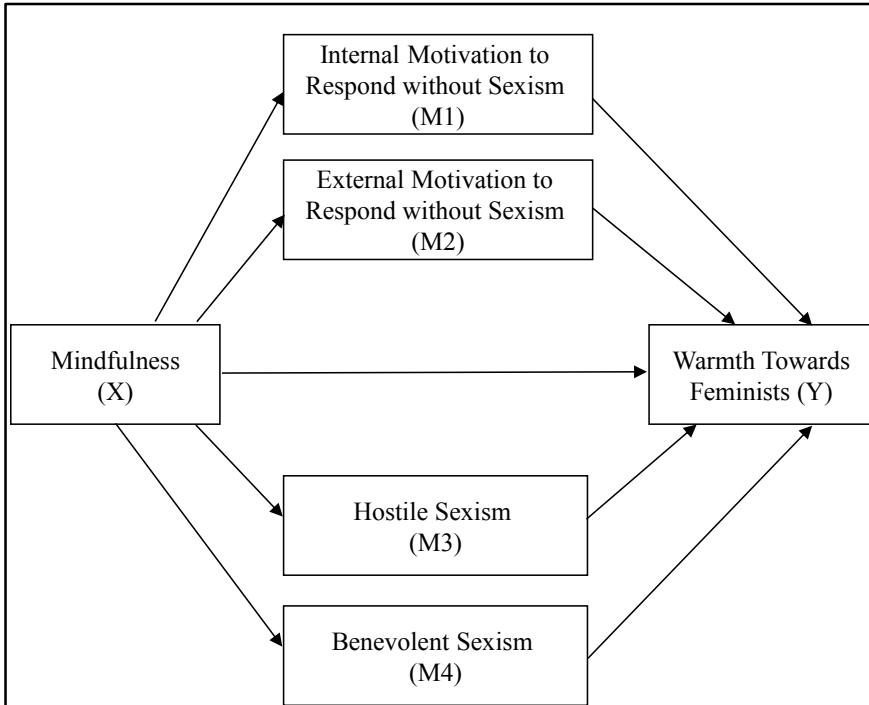 Internal Motivation to
Respond without Sexism
(M1)
External Motivation to
Respond without Sexism
(M2)
Mindfulness
(X)
Warmth Towards
Feminists (Y)
Hostile Sexism
(M3)
Benevolent Sexism
(M4)